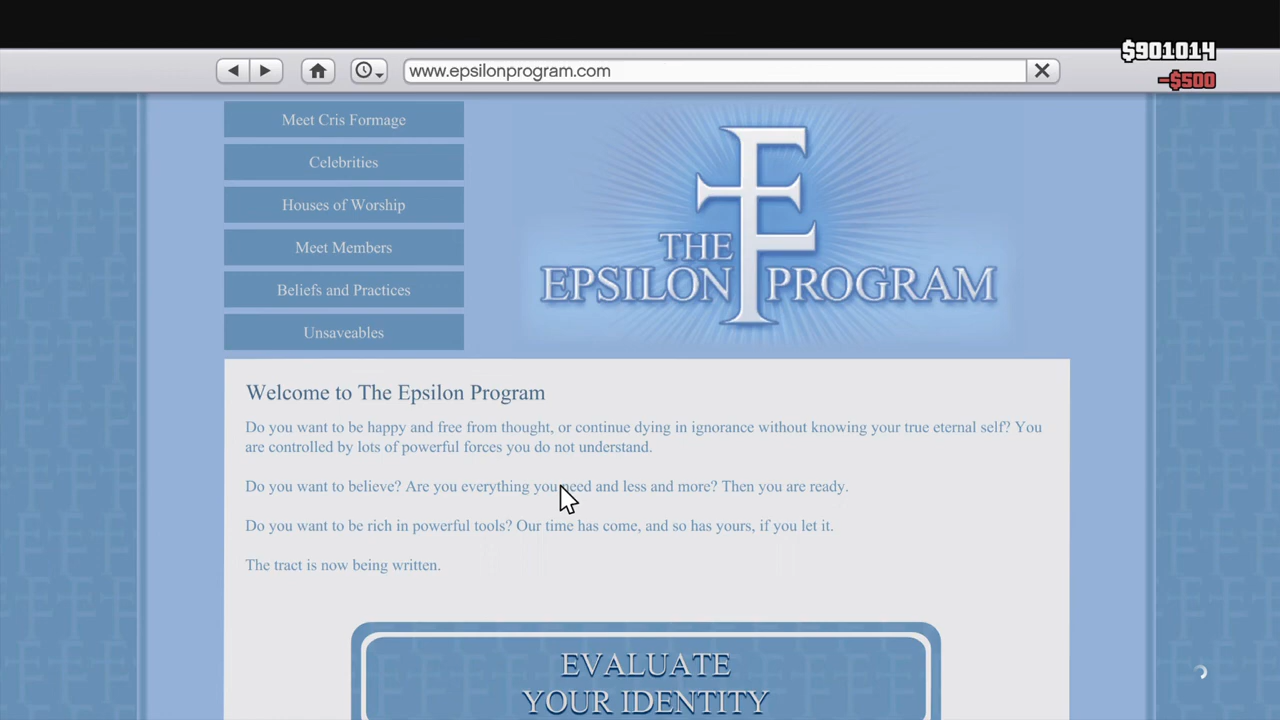 $901014
-$500
www.epsilonprogram.com
Meet Cris Formage
Celebrities
Houses of Worship
Meet Members
Beliefs and Practices
Unsaveables
THE
EPSILON PROGRAM
Welcome to The Epsilon Program
Do you want to be happy and free from thought, or continue dying in ignorance without knowing your true eternal self? You
are controlled by lots of powerful forces you do not understand.
Do you want to believe? Are you everything you need and less and more? Then you are ready.
Do you want to be rich in powerful tools? Our time has come, and so has yours, if you let it.
The tract is now being written.
EVALUATE
YOUR IDENTITY